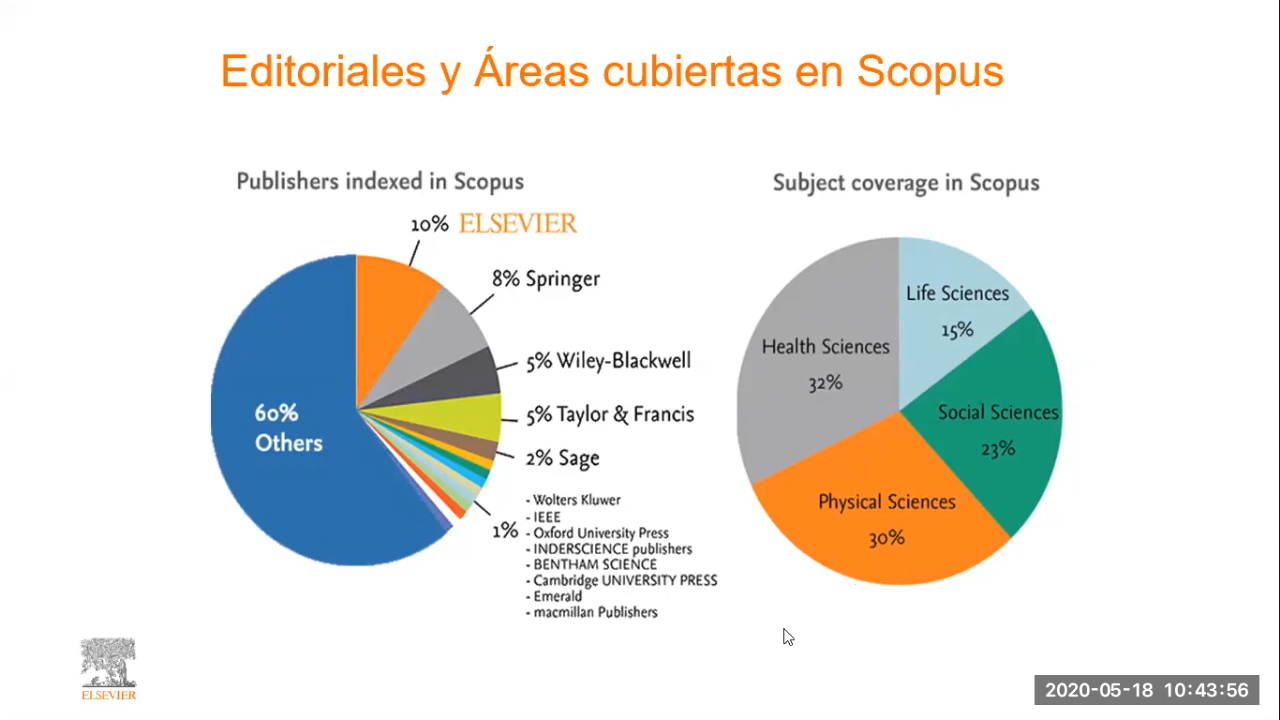 Editoriales y Áreas cubiertas en Scopus
Publishers indexed in Scopus
10% ELSEVIER
8% Springer
5% Wiley-Blackwell
5% Taylor & Francis
2% Sage
60%
Others
1%
- Wolters Kluwer
- IEEE
- Oxford University Press
- INDERSCIENCE publishers
- BENTHAM SCIENCE
- Cambridge UNIVERSITY PRESS
- Emerald
- macmillan Publishers
Subject coverage in Scopus
Life Sciences
15%
Health Sciences
32%
Social Sciences
23%
Physical Sciences
30%
ELSEVIER
2020-05-18 10:43:56